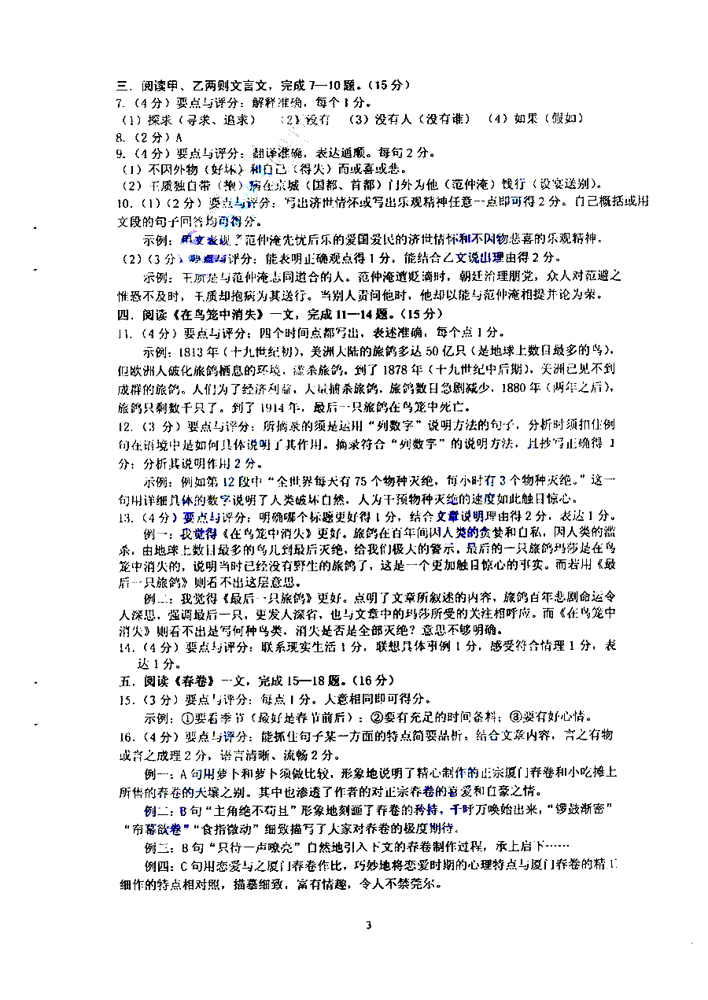 三．阅读甲、乙两则文言文，完成7—10题。（15分）
7.（4分）要点与评分：解释准确，每个1分。
（1）探求（寻求、追求） （2）没有 （3）没有人（没有谁） （4）如果（假如）
8.（2分）A
9.（4分）要点与评分：翻译准确，表达通顺。每句2分。
（1）不因外物（好坏）和自己（得失）而或喜或悲。
（2）王质独自带（抱）病在京城（国都、首都）门外为他（范仲淹）饯行（设宴送别）。
10.（1）（2分）要点与评分：写出济世情怀或写出乐观精神任意一点即可得2分。自己概括或用
文段的句子回答均可得分。
示例：甲文表现了范仲淹先忧后乐的爱国爱民的济世情怀和不因物悲喜的乐观精神。
（2）（3分）要点与评分：能表明正确观点得1分，能结合乙文说出理由得2分。
示例：王质是与范仲淹志同道合的人。范仲淹遭贬谪时，朝廷治理朋党，众人对范避之
惟恐不及时，王质却抱病为其送行。当别人责问他时，他却以能与范仲淹相提并论为荣。
四．阅读《在鸟笼中消失》一文，完成11—14题。（15分）
11.（4分）要点与评分：四个时间点都写出，表述准确，每个点1分。
示例：1813年（十九世纪初），美洲大陆的旅鸽多达50亿只（是地球上数目最多的鸟），
但欧洲人破化旅鸽栖息的环境，滥杀旅鸽，到了1878年（十九世纪中后期），美洲已见不到
成群的旅鸽。人们为了经济利益，大量捕杀旅鸽，旅鸽数目急剧减少，1880年（两年之后），
旅鸽只剩数千只了。到了1914年，最后一只旅鸽在鸟笼中死亡。
12.（3 分）要点与评分：所摘录的须是运用“列数字”说明方法的句子，分析时须扣住例
句在语境中是如何具体说明了其作用。摘录符合“列数字”的说明方法，且抄写正确得 1
分；分析其说明作用2分。
示例：例如第12段中“全世界每天有75个物种灭绝，每小时有3个物种灭绝。”这一
句用详细具体的数字说明了人类破坏自然，人为干预物种灭绝的速度如此触目惊心。
13.（4分）要点与评分：明确哪个标题更好得1分，结合文章说明理由得2分，表达1分。
例一：我觉得《在鸟笼中消失》更好。旅鸽在百年间因人类的贪婪和自私，因人类的滥
杀，由地球上数目最多的鸟儿到最后灭绝，给我们极大的警示。最后的一只旅鸽玛莎是在鸟
笼中消失的，说明当时已经没有野生的旅鸽了，这是一个更加触目惊心的事实。而若用《最
后一只旅鸽》则看不出这层意思。
例二：我觉得《最后一只旅鸽》更好。点明了文章所叙述的内容，旅鸽百年悲剧命运令
人深思，强调最后一只，更发人深省，也与文章中的玛莎所受的关注相呼应。而《在鸟笼中
消失》则看不出是写何种鸟类，消失是否是全部灭绝？意思不够明确。
14.（4分）要点与评分：联系现实生活1分，联想具体事例1分，感受符合情理1分，表
达1分。
五．阅读《春卷》一文，完成15—18题。（16分）
15.（3分）要点与评分：每点1分。大意相同即可得分。
示例：①要看季节（最好是春节前后）；②要有充足的时间备料；③要有好心情。
16.（4分）要点与评分：能抓住句子某一方面的特点简要品析。结合文章内容，言之有物
或言之成理2分，语言清晰、流畅2分。
例一：A句用萝卜和萝卜须做比较，形象地说明了精心制作的正宗厦门春卷和小吃摊上
所售的春卷的天壤之别。其中也渗透了作者的对正宗春卷的喜爱和自豪之情。
例二：B句“主角绝不苟且”形象地刻画了春卷的矜持，千呼万唤始出来，“锣鼓渐密”
“帘幕欲卷”“食指微动”细致描写了大家对春卷的极度期待。
例三：B句“只待一声嘹亮”自然地引入下文的春卷制作过程，承上启下……
例四：C句用恋爱与之厦门春卷作比，巧妙地将恋爱时期的心理特点与厦门春卷的精工
细作的特点相对照，描摹细致，富有情趣，令人不禁莞尔。
3